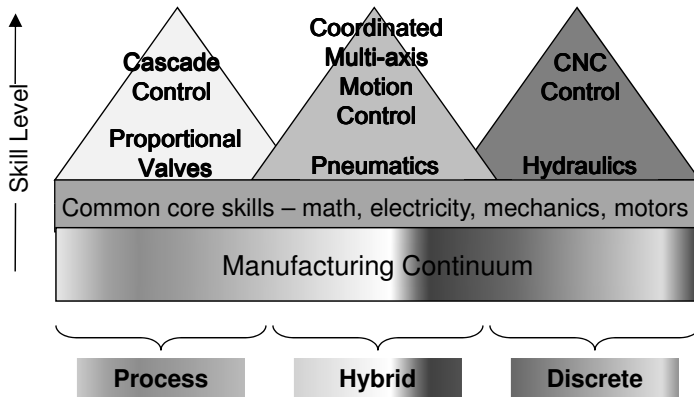 Skill Level
Cascade
Control
Proportional
Valves
Coordinated
Multi-axis
Motion
Control
Pneumatics
CNC
Control
Hydraulics
Common core skills – math, electricity, mechanics, motors
Manufacturing Continuum
Process
Hybrid
Discrete